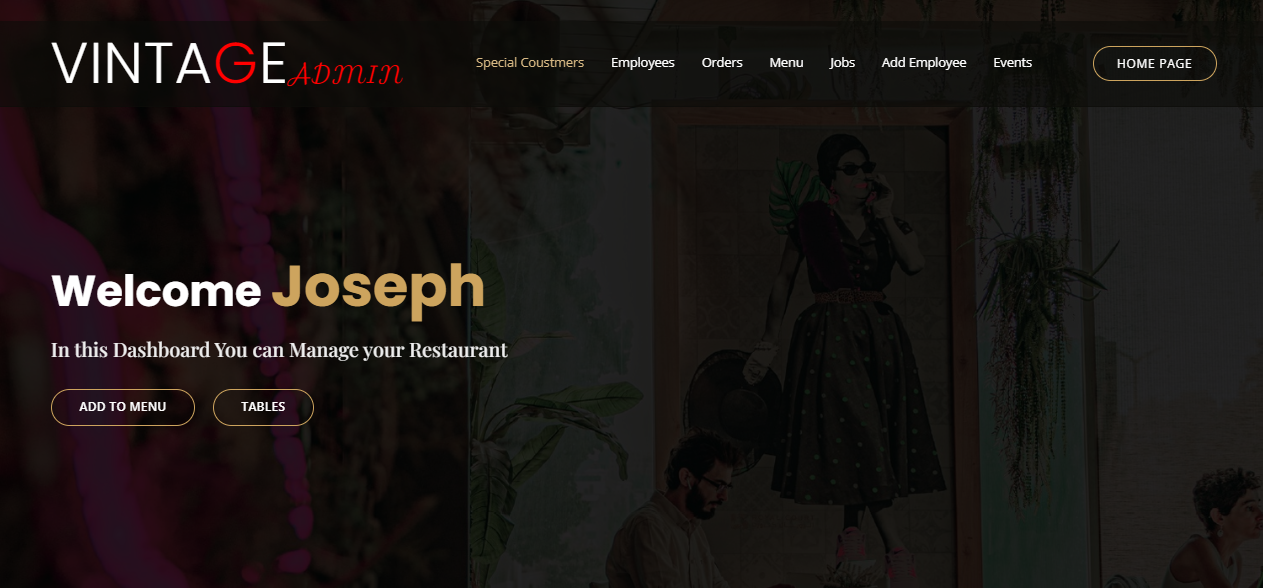 VINTAGE ADMIN
Special Coustmers Employees Orders Menu Jobs Add Employee Events
HOME PAGE
Welcome Joseph
In this Dashboard You can Manage your Restaurant
ADD TO MENU TABLES